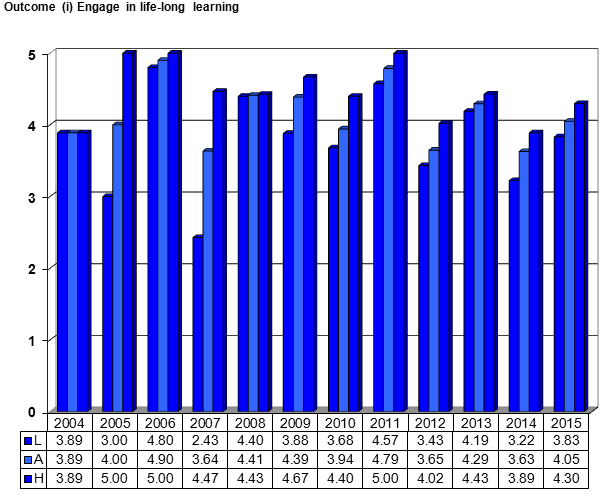 Outcome (i) Engage in life-long learning
5
4
3
2
1
0
2004 2005 2006 2007 2008 2009 2010 2011 2012 2013 2014 2015
L 3.89 3.00 4.80 2.43 4.40 3.88 3.68 4.57 3.43 4.19 3.22 3.83
A 3.89 4.00 4.90 3.64 4.41 4.39 3.94 4.79 3.65 4.29 3.63 4.05
H 3.89 5.00 5.00 4.47 4.43 4.67 4.40 5.00 4.02 4.43 3.89 4.30